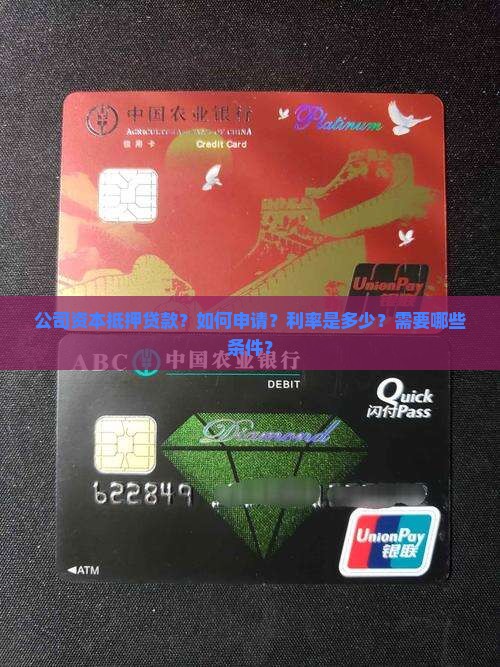 中国农业银行
AGRICULTURAL BANK OF CHINA
信用卡 Credit Card
Platinum
UnionPay
银联
公司资本抵押贷款？如何申请？利率是多少？需要哪些
条件？
ABC 中国农业银行
DEBIT
Quick
闪付Pass
Diamond
622849
UnionPay
银联
◄ATM